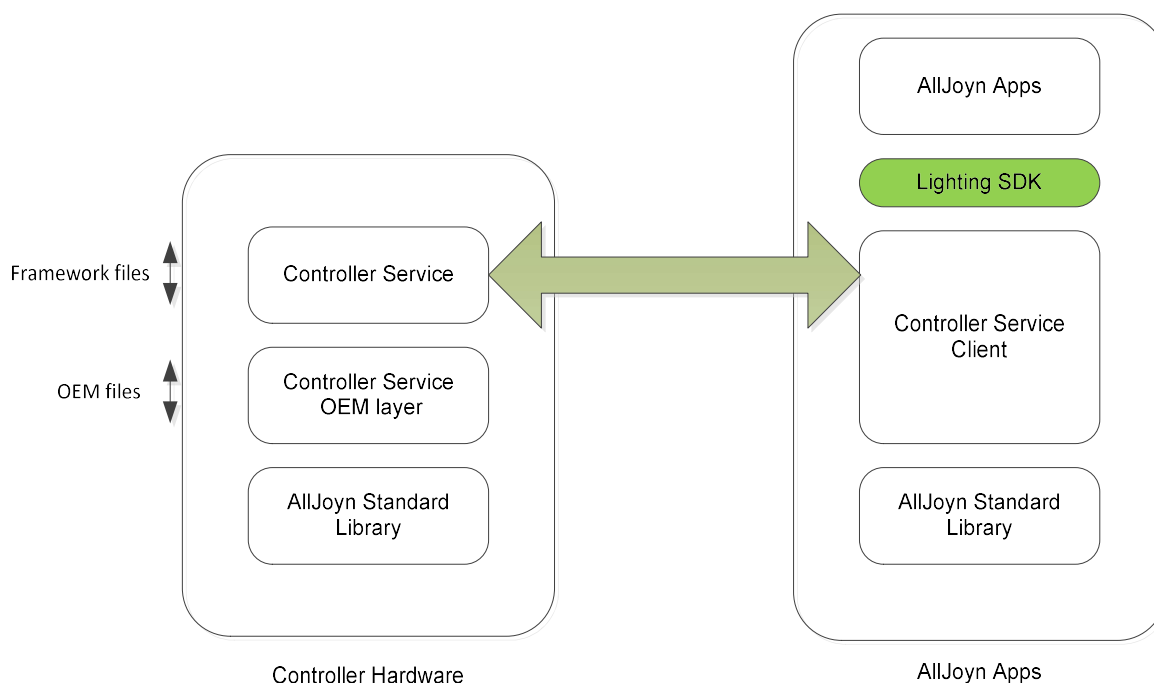 Framework files
OEM files
Controller Service
Controller Service
OEM layer
AllJoyn Standard
Library
Controller Hardware
AllJoyn Apps
Lighting SDK
Controller Service
Client
AllJoyn Standard
Library
AllJoyn Apps